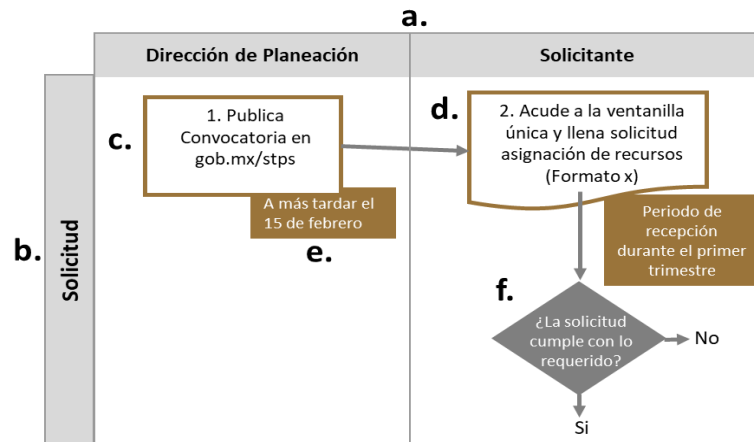 a.
Dirección de Planeación
Solicitante
b.
Solicitud
c.
1. Publica
Convocatoria en
gob.mx/stps
A más tardar el
15 de febrero
e.
d.
2. Acude a la ventanilla
única y llena solicitud
asignación de recursos
(Formato x)
Periodo de
recepción
durante el primer
trimestre
f.
¿La solicitud
cumple con lo
requerido?
No
Si